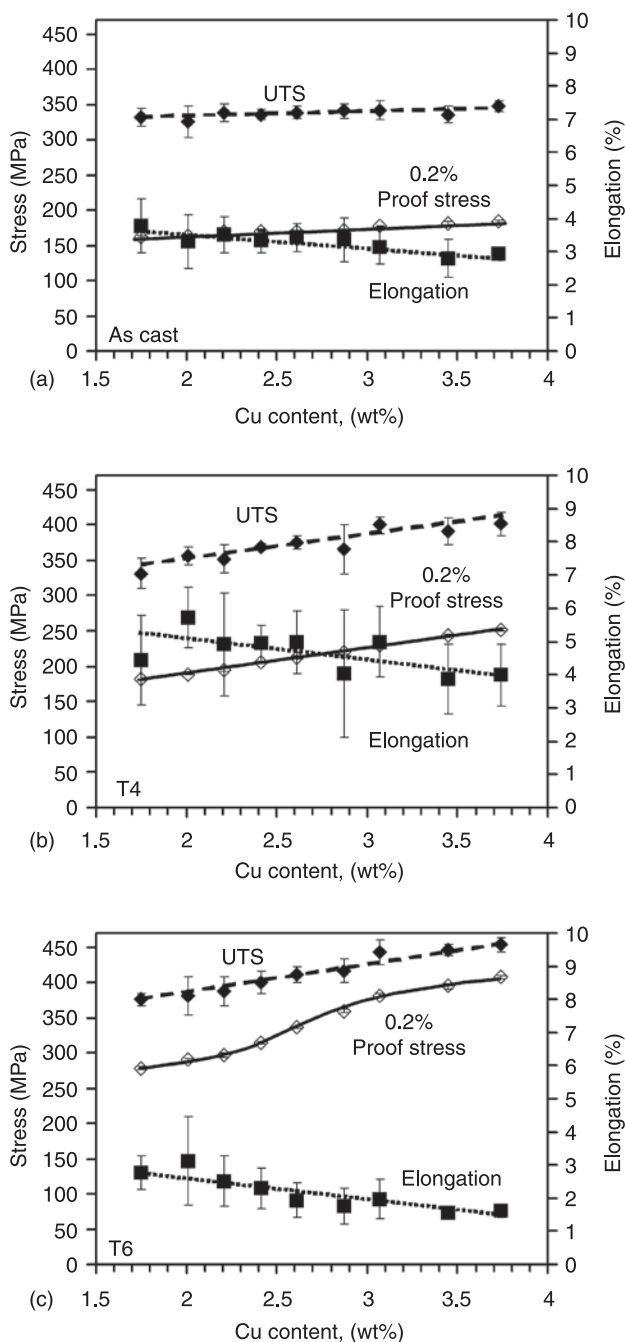 450
400
350
300
250
200
150
100
50
0
Stress (MPa)
UTS
0.2%
Proof stress
Elongation
As cast
10
9
8
7
6
5
4
3
2
1
0
Elongation (%)
1.5 2 2.5 3 3.5 4
(a)
Cu content, (wt%)
450
400
350
300
250
200
150
100
50
0
Stress (MPa)
UTS
0.2%
Proof stress
Elongation
T4
10
9
8
7
6
5
4
3
2
1
0
Elongation (%)
1.5 2 2.5 3 3.5 4
(b)
Cu content, (wt%)
450
400
350
300
250
200
150
100
50
0
Stress (MPa)
UTS
0.2%
Proof stress
Elongation
T6
10
9
8
7
6
5
4
3
2
1
0
Elongation (%)
1.5 2 2.5 3 3.5 4
(c)
Cu content, (wt%)